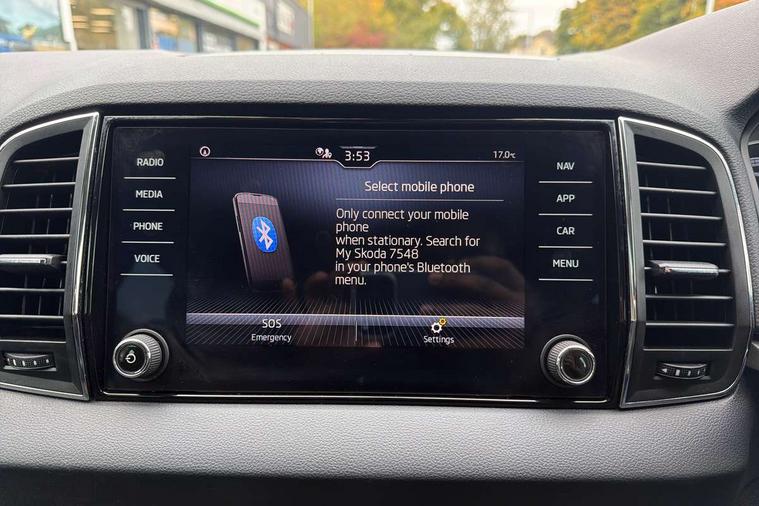 3:53
17.0°C
RADIO
MEDIA
PHONE
VOICE
Select mobile phone
Only connect your mobile
phone
when stationary. Search for
My Skoda 7548
in your phone's Bluetooth
menu.
SOS
Emergency
Settings
NAV
APP
CAR
MENU